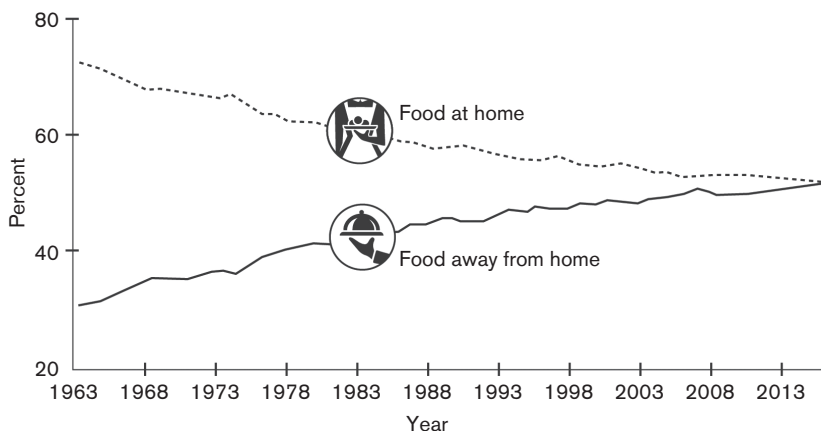 80
60
40
20
Percent
Food at home
Food away from home
1963 1968 1973 1978 1983 1988 1993 1998 2003 2008 2013
Year